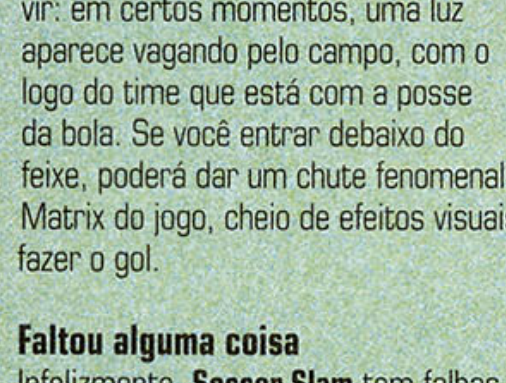 vir: em certos momentos, uma luz
aparece vagando pelo campo, com o
logo do time que está com a posse
da bola. Se você entrar debaixo do
feixe, poderá dar um chute fenomenal
Matrix do jogo, cheio de efeitos visuais
fazer o gol.
Faltou alguma coisa
Infelizmente, Soccer Slam tem falhas